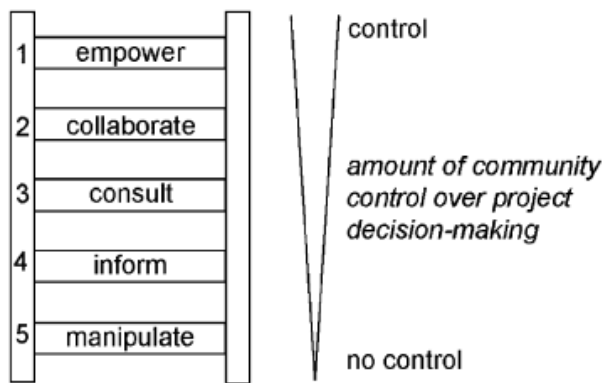 1 empower
2 collaborate
3 consult
4 inform
5 manipulate
control
amount of community
control over project
decision-making
no control